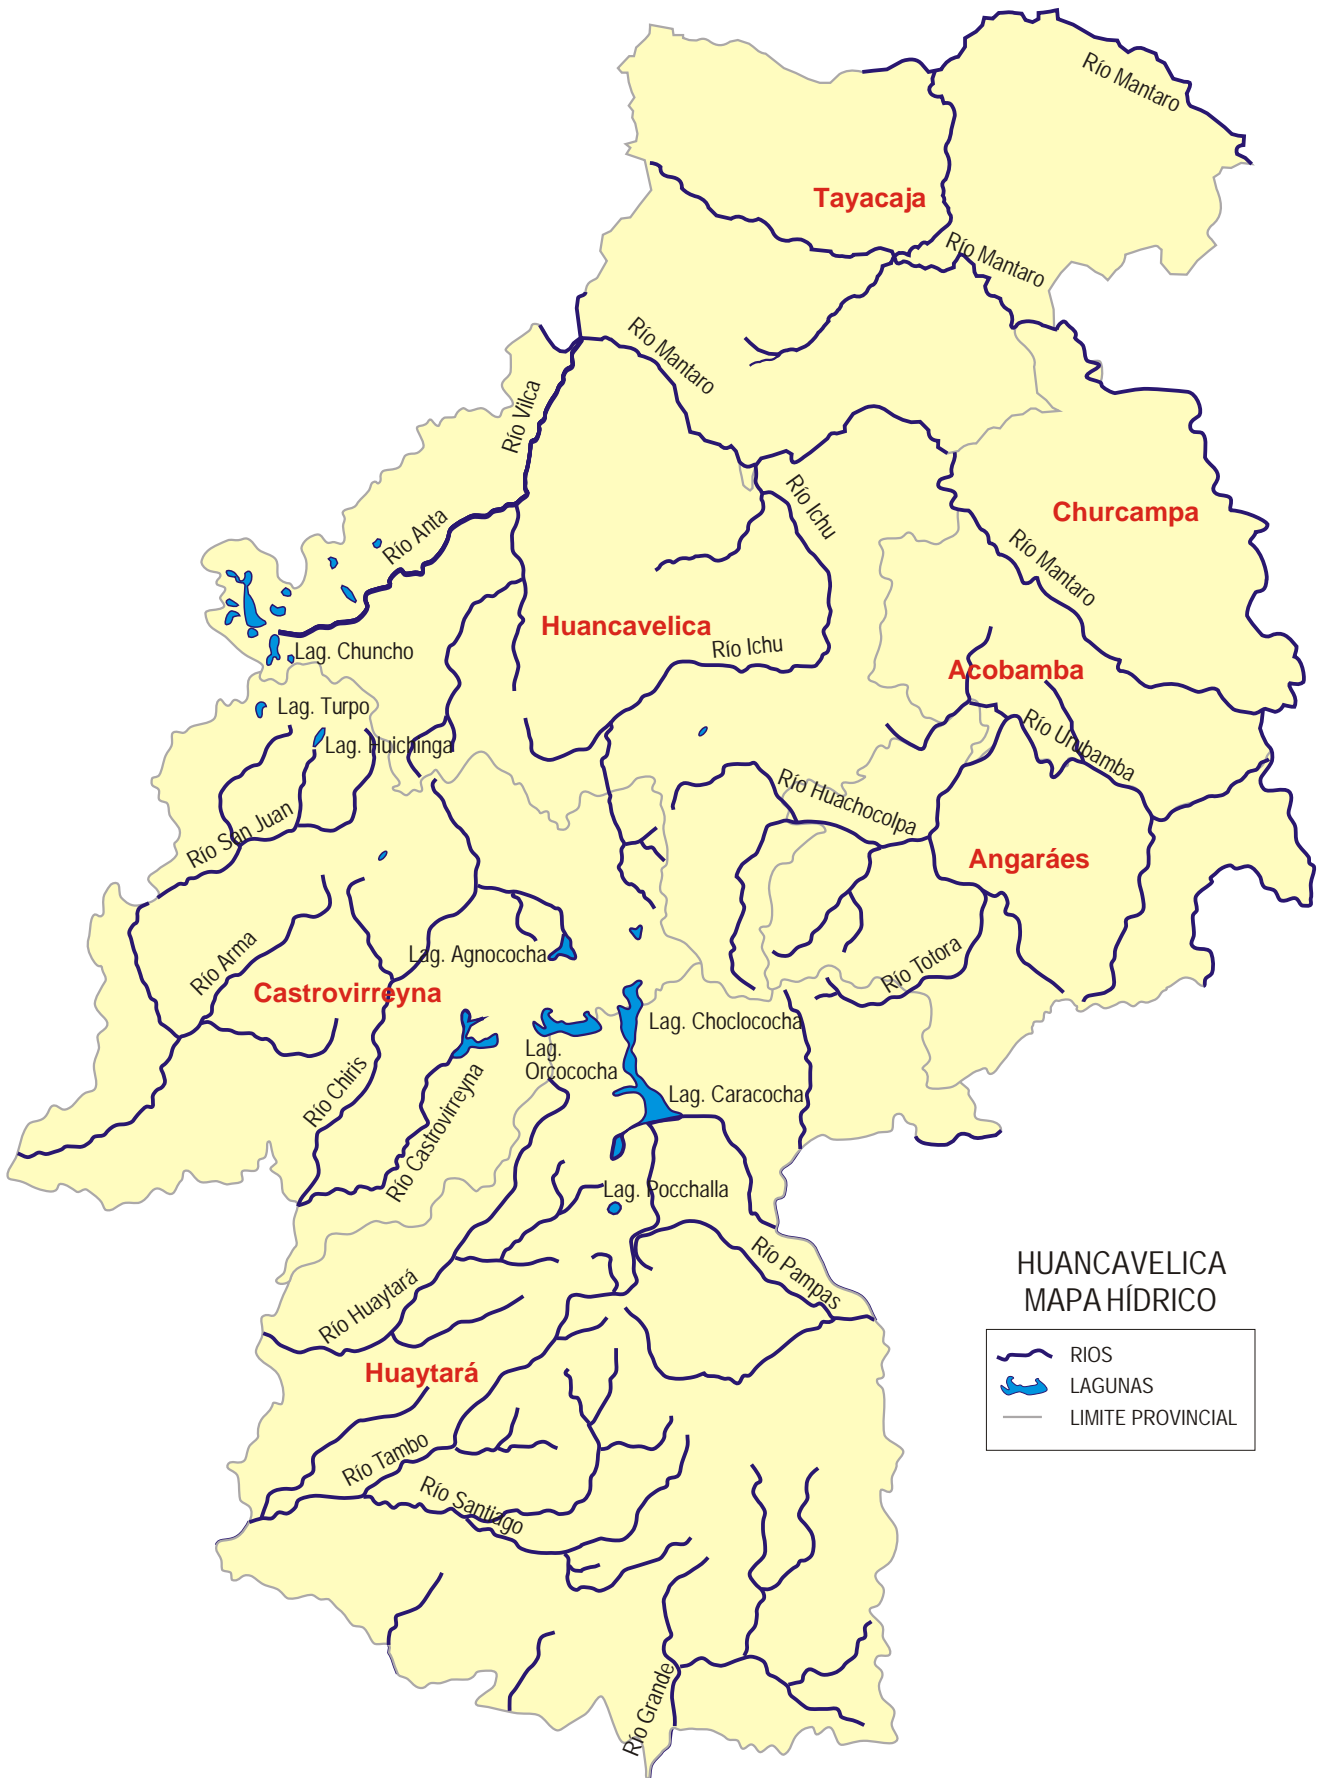 Río Mantaro
Tayacaja
Río Mantaro
Río Mantaro
Río Vilca
Río Ichu
Río Anta
Churcampa
Río Mantaro
Huancavelica
Río Ichu
Lag. Chuncho
Acobamba
Lag. Turpo
Río Urubamba
Lag. Huichinga
Río Huachocolpa
Río San Juan
Angaráes
Río Arma
Lag. Agnococha
Río Totora
Castrovirreyna
Lag. Choclococha
Lag.
Orcococha
Río Chiris
Río Castrovirreyna
Lag. Caracocha
Lag. Pocchalla
Río Pampas
Río Huaytará
HUANCAVELICA
MAPA HÍDRICO
RIOS
LAGUNAS
LIMITE PROVINCIAL
Huaytará
Río Tambo
Río Santiago
Río Grande